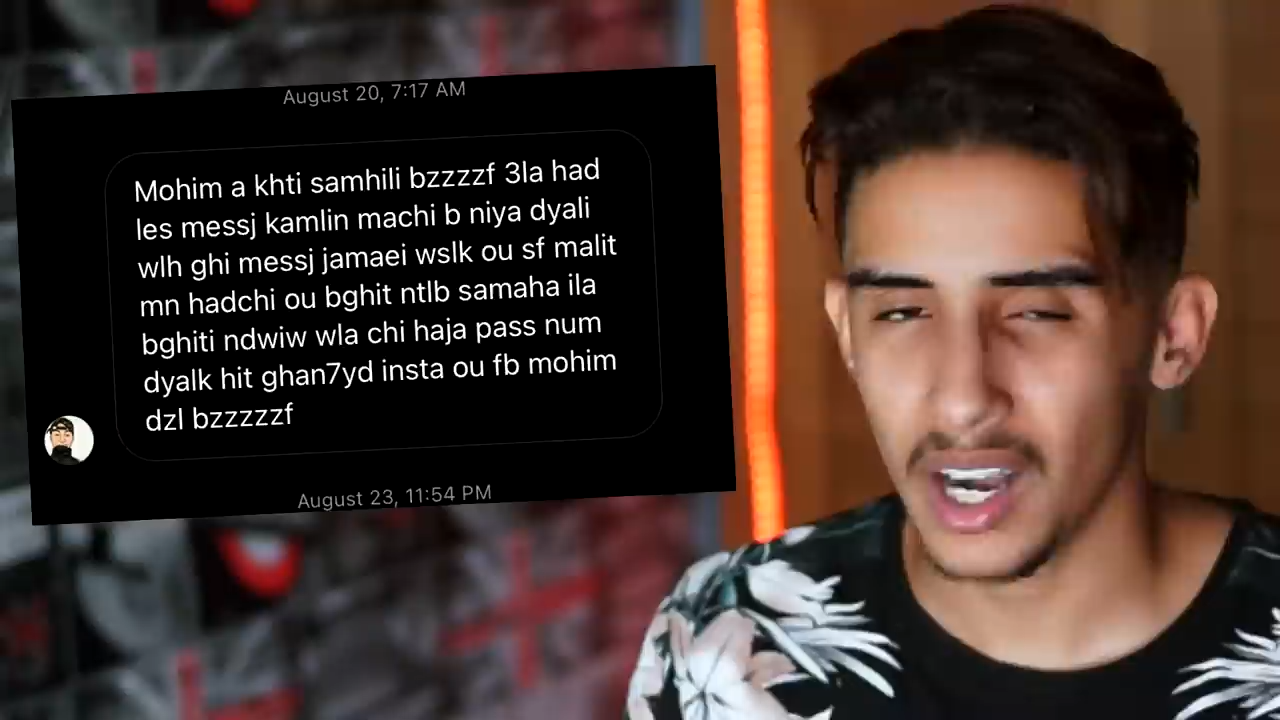 August 20, 7:17 AM
Mohim a khti samhili bzzzzf 3la had
les messj kamlin machi b niya dyali
wlh ghi messj jamaei wslk ou sf malit
mn hadchi ou bghit ntlb samaha ila
bghiti ndwiw wla chi haja pass num
dyalk hit ghan7yd insta ou fb mohim
dzl bzzzzzf
August 23, 11:54 PM